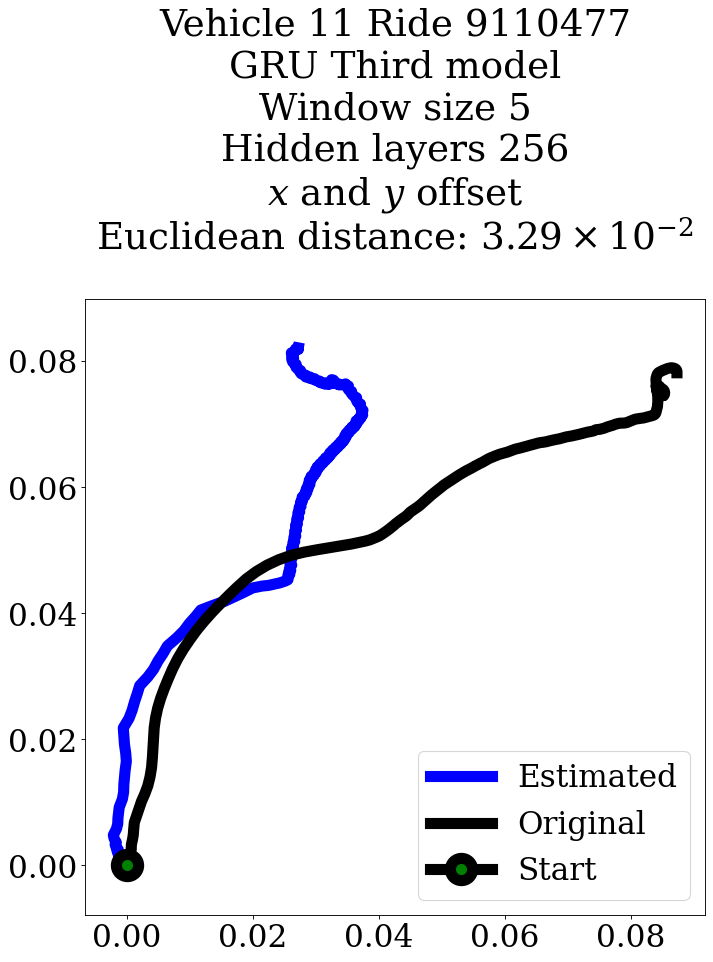 Vehicle 11 Ride 9110477
GRU Third model
Window size 5
Hidden layers 256
x and y offset
Euclidean distance: 3.29 × 10⁻²
0.08
0.06
0.04
0.02
0.00
Estimated
Original
Start
0.00 0.02 0.04 0.06 0.08